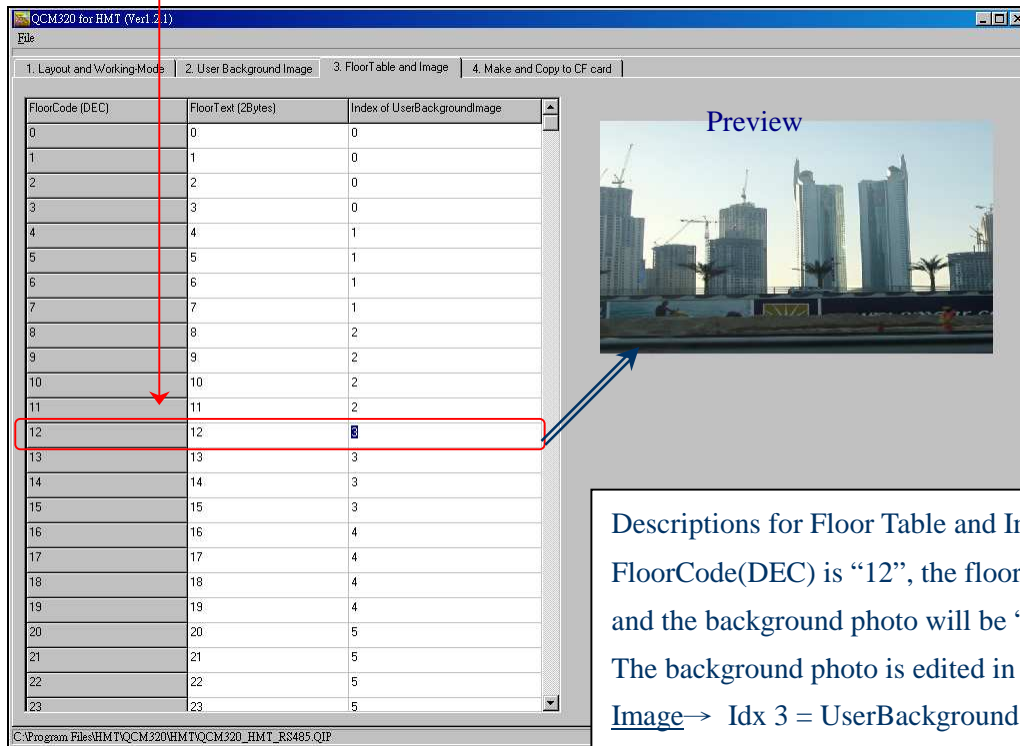 QCM320 for HMT (Ver1.2.1)
File
1. Layout and Working-Mode 2. User Background Image 3. FloorTable and Image 4. Make and Copy to CF card
FloorCode (DEC) FloorText (2Bytes) Index of UserBackgroundImage
0 0 0
1 1 0
2 2 0
3 3 0
4 4 1
5 5 1
6 6 1
7 7 1
8 8 2
9 9 2
10 10 2
11 11 2
12 12 3
13 13 3
14 14 3
15 15 3
16 16 4
17 17 4
18 18 4
19 19 4
20 20 5
21 21 5
22 22 5
23 23 5
Preview
Descriptions for Floor Table and
FloorCode(DEC) is “12”, the floor
and the background photo will be
The background photo is edited in
Image→ Idx 3 = UserBackground
C:\Program Files\HMT\QCM320\HMT\QCM320_HMT_RS485.QIP